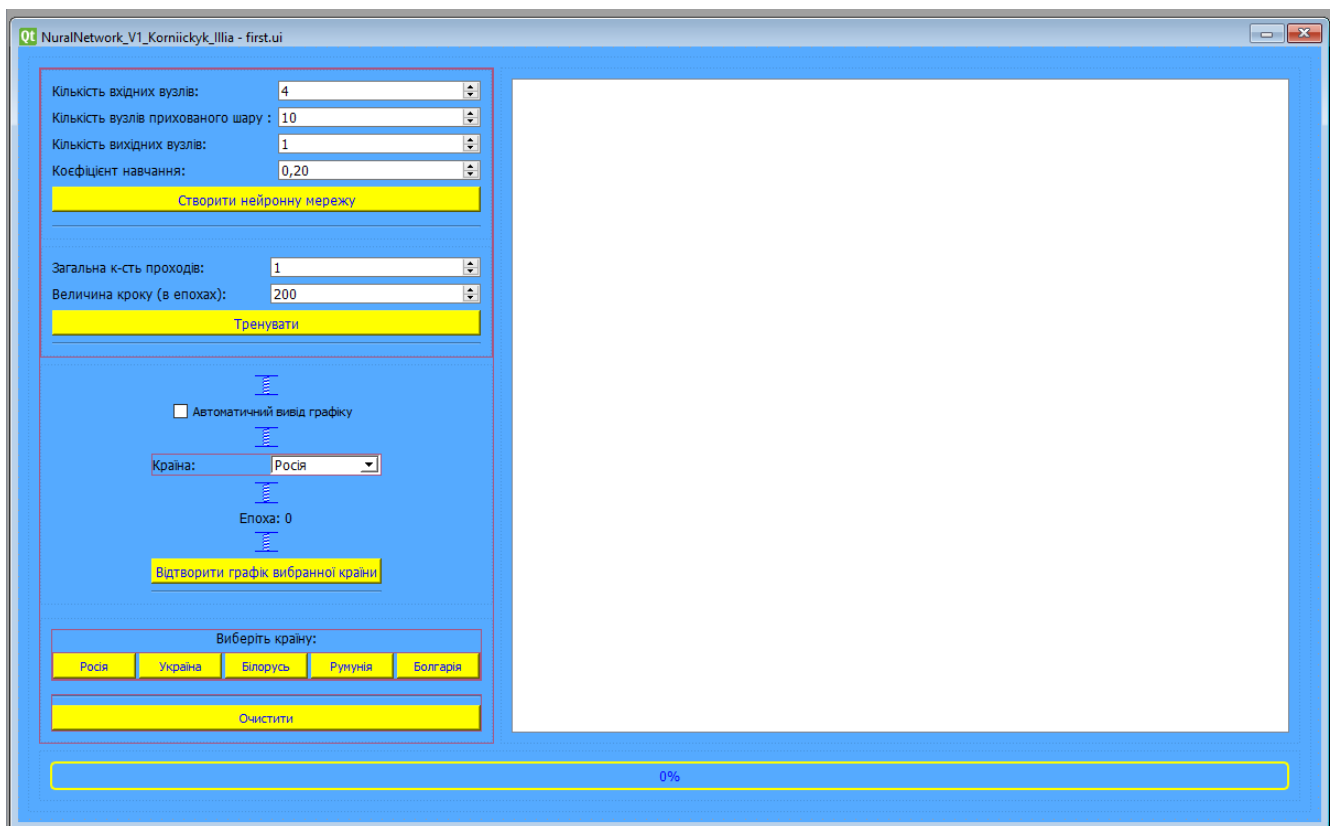 NuralNetwork_V1_Korniickyk_Illia - first.ui
Кількість вхідних вузлів: 4
Кількість вузлів прихованого шару : 10
Кількість вихідних вузлів: 1
Коєфіцієнт навчання: 0,20
Створити нейронну мережу
Загальна к-сть проходів: 1
Величина кроку (в епохах): 200
Тренувати
Автоматичний вивід графіку
Країна: Росія
Епоха: 0
Відтворити графік вибранної країни
Виберіть країну:
Росія Україна Білорусь Румунія Болгарія
Очистити
0%